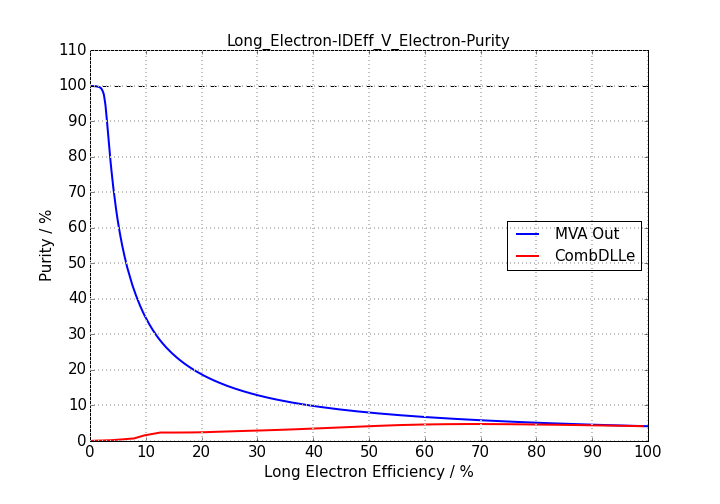 Long_Electron-IDEff_V_Electron-Purity
110
100
90
80
70
60
50
40
30
20
10
0
Purity / %
MVA Out
CombDLLe
0 10 20 30 40 50 60 70 80 90 100
Long Electron Efficiency / %